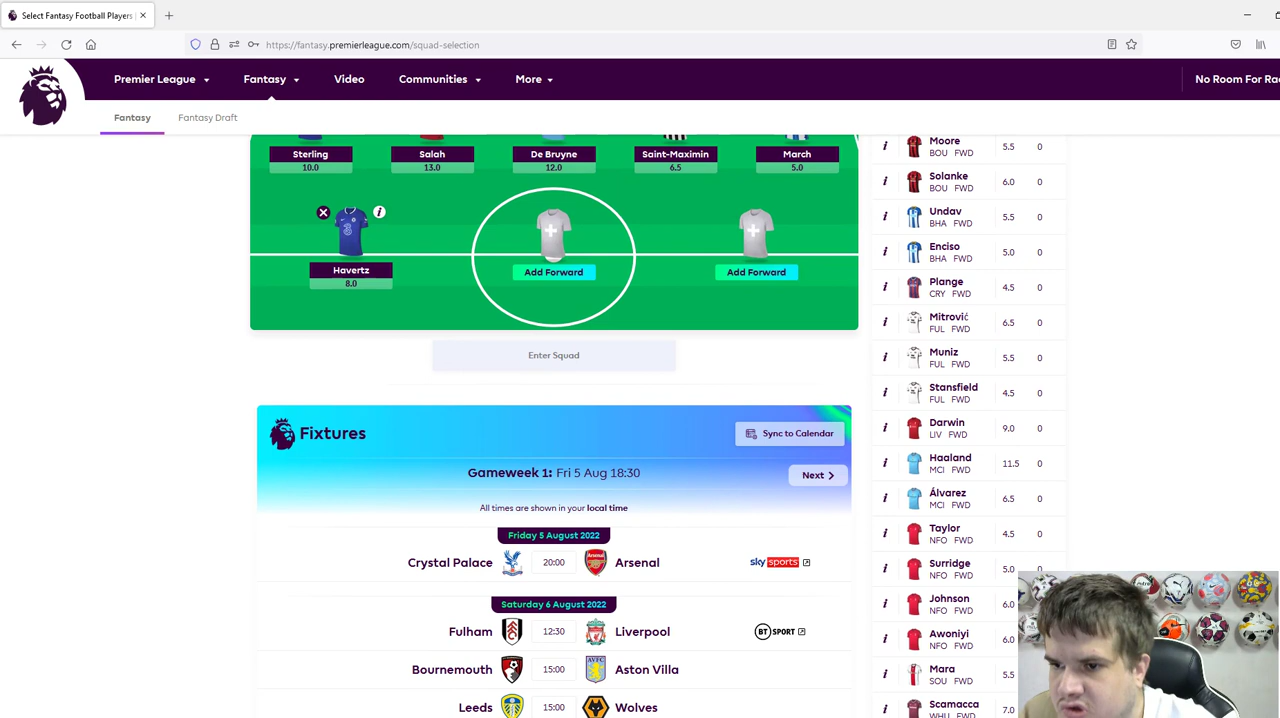 Select Fantasy Football Players |
https://fantasy.premierleague.com/squad-selection
Premier League
Fantasy
Video
Communities
More
No Room For
Fantasy
Fantasy Draft
Sterling
10.0
Salah
13.0
De Bruyne
12.0
Saint-Maximin
6.5
March
5.0
Havertz
8.0
Add Forward
Add Forward
Enter Squad
Fixtures
Sync to Calendar
Gameweek 1: Fri 5 Aug 18:30
Next
All times are shown in your local time
Friday 5 August 2022
Crystal Palace 20:00 Arsenal
sky sports
Saturday 6 August 2022
Fulham 12:30 Liverpool
BT SPORT
Bournemouth 15:00 Aston Villa
Leeds 15:00 Wolves
Moore 5.5 0
BOU FWD
Solanke 6.0 0
BOU FWD
Undav 5.5 0
BHA FWD
Enciso 5.0 0
BHA FWD
Plange 4.5 0
CRY FWD
Mitrović 6.5 0
FUL FWD
Muniz 5.5 0
FUL FWD
Stansfield 4.5 0
FUL FWD
Darwin 9.0 0
LIV FWD
Haaland 11.5 0
MCI FWD
Álvarez 6.5 0
MCI FWD
Taylor 4.5 0
NFO FWD
Surridge 5.0
NFO FWD
Johnson 6.0
NFO FWD
Awoniyi 6.0
NFO FWD
Mara 5.5
SOU FWD
Scamacca 7.0
WHU FWD